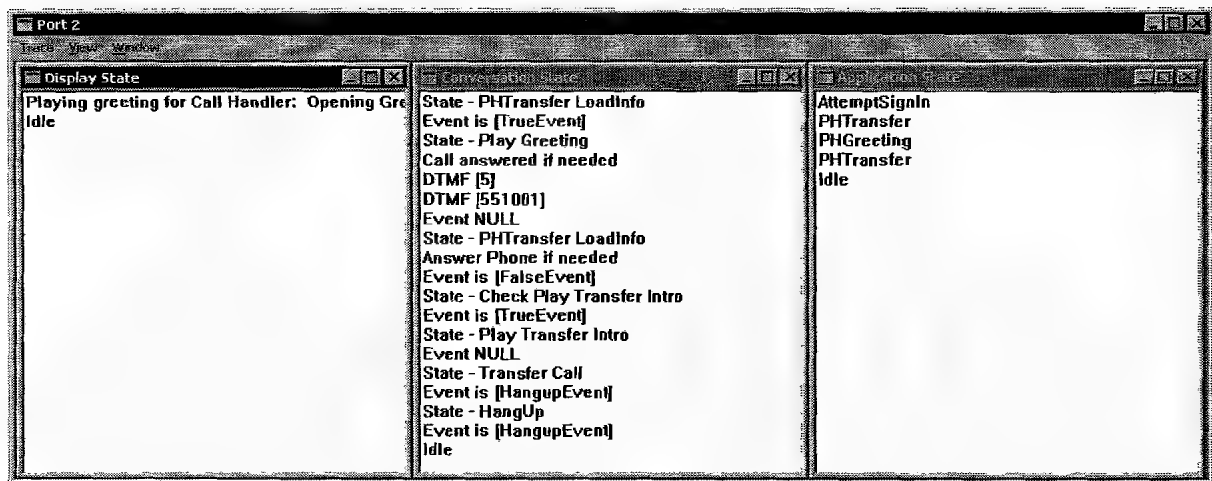 Port 2
Trace View Window
Display State
Playing greeting for Call Handler: Opening Gre
Idle
Conversation State
State - PHTransfer LoadInfo
Event is [TrueEvent]
State - Play Greeting
Call answered if needed
DTMF [5]
DTMF [551001]
Event NULL
State - PHTransfer LoadInfo
Answer Phone if needed
Event is [FalseEvent]
State - Check Play Transfer Intro
Event is [TrueEvent]
State - Play Transfer Intro
Event NULL
State - Transfer Call
Event is [HangupEvent]
State - HangUp
Event is [HangupEvent]
Idle
Application State
AttemptSignIn
PHTransfer
PHGreeting
PHTransfer
Idle